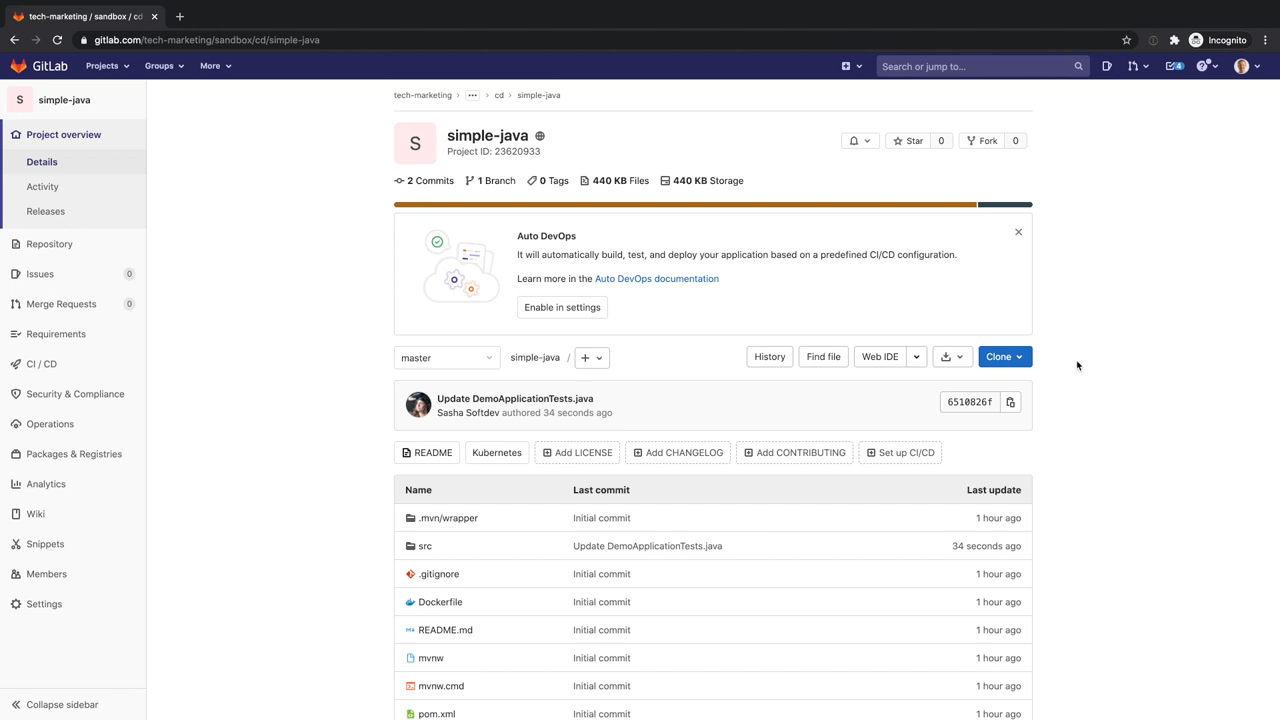 tech-marketing / sandbox / cd
gitlab.com/tech-marketing/sandbox/cd/simple-java
Incognito
GitLab Projects Groups More Search or jump to... 4
S simple-java
Project overview
Details
Activity
Releases
Repository
Issues 0
Merge Requests 0
Requirements
CI / CD
Security & Compliance
Operations
Packages & Registries
Analytics
Wiki
Snippets
Members
Settings
Collapse sidebar
tech-marketing > ... > cd > simple-java
S
simple-java
Project ID: 23620933
Star 0 Fork 0
2 Commits 1 Branch 0 Tags 440 KB Files 440 KB Storage
Auto DevOps
It will automatically build, test, and deploy your application based on a predefined CI/CD configuration.
Learn more in the Auto DevOps documentation
Enable in settings
master simple-java / + History Find file Web IDE Clone
Update DemoApplicationTests.java
Sasha Softdev authored 34 seconds ago
6510826f
README Kubernetes Add LICENSE Add CHANGELOG Add CONTRIBUTING Set up CI/CD
Name Last commit Last update
.mvn/wrapper Initial commit 1 hour ago
src Update DemoApplicationTests.java 34 seconds ago
.gitignore Initial commit 1 hour ago
Dockerfile Initial commit 1 hour ago
README.md Initial commit 1 hour ago
mvnw Initial commit 1 hour ago
mvnw.cmd Initial commit 1 hour ago
pom.xml Initial commit 1 hour ago